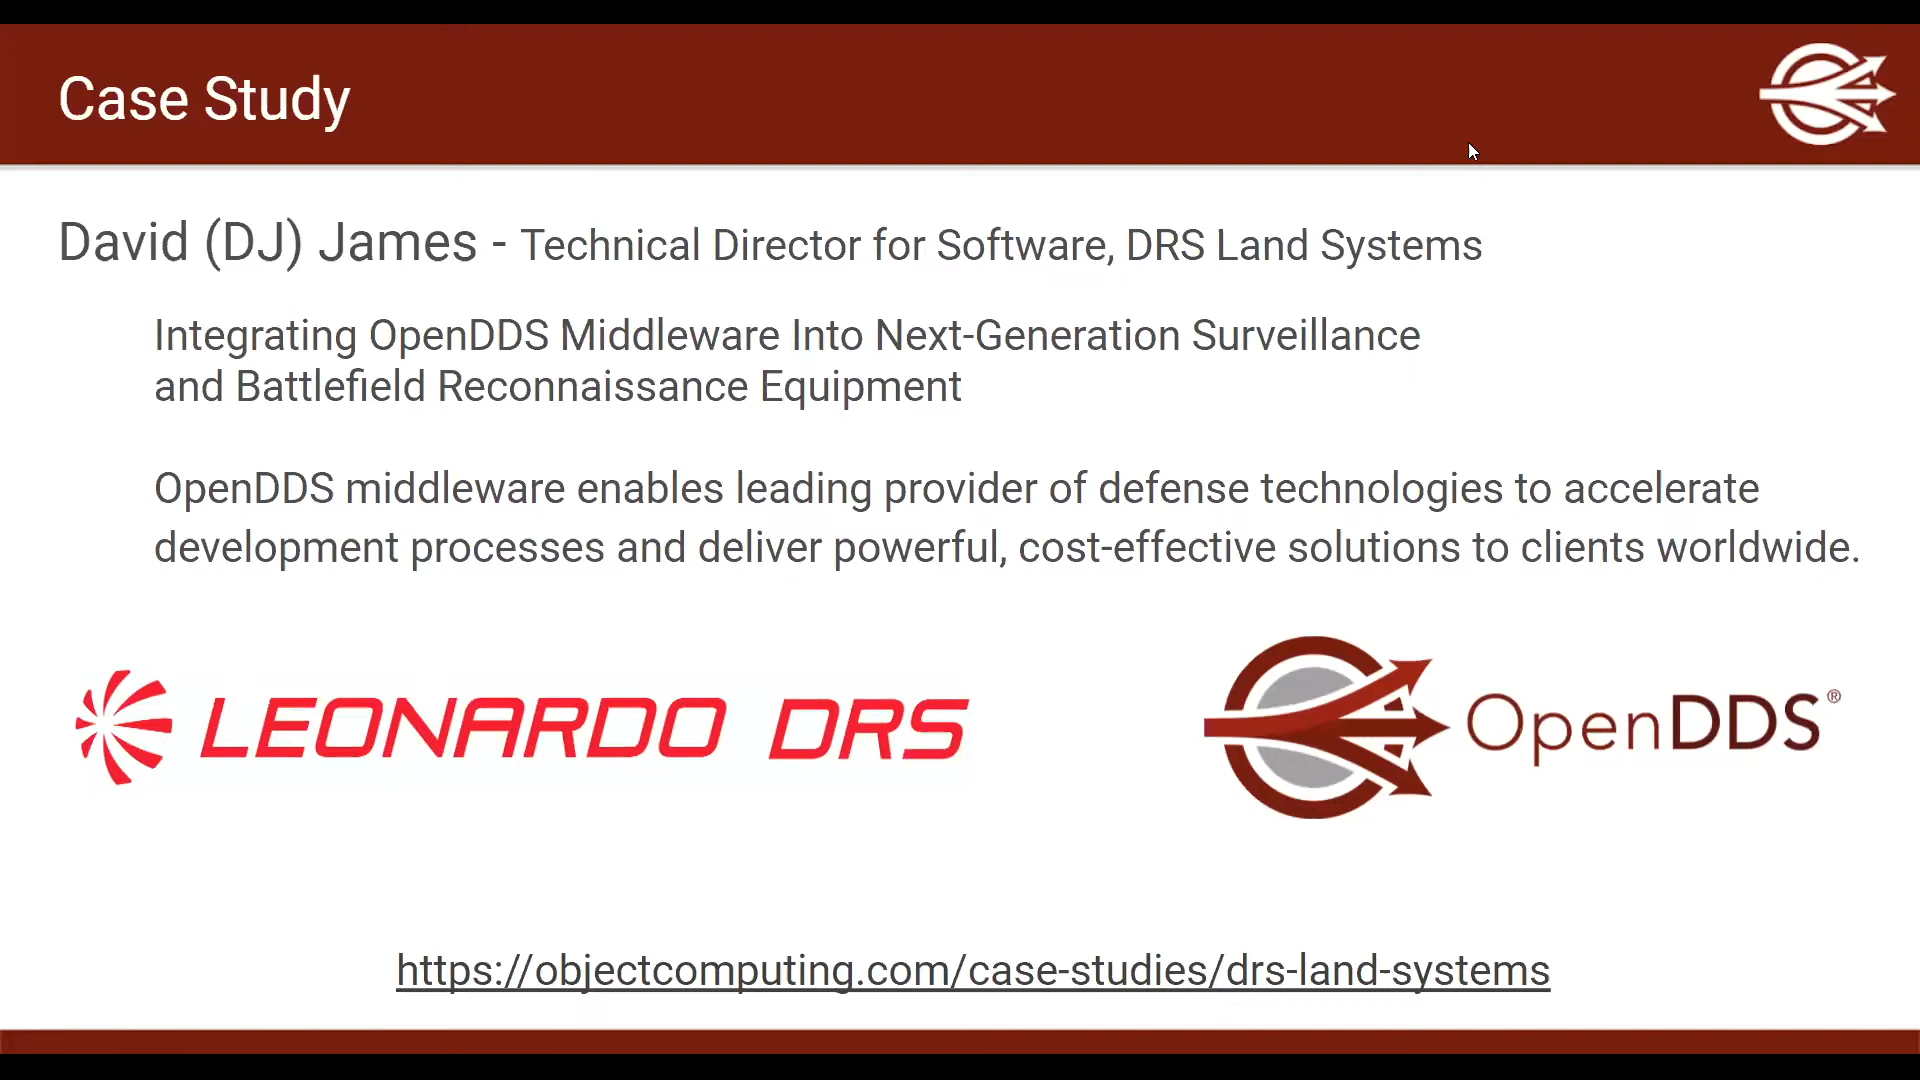 Case Study
David (DJ) James - Technical Director for Software, DRS Land Systems
Integrating OpenDDS Middleware Into Next-Generation Surveillance
and Battlefield Reconnaissance Equipment
OpenDDS middleware enables leading provider of defense technologies to accelerate
development processes and deliver powerful, cost-effective solutions to clients worldwide.
LEONARDO DRS
OpenDDS®
https://objectcomputing.com/case-studies/drs-land-systems